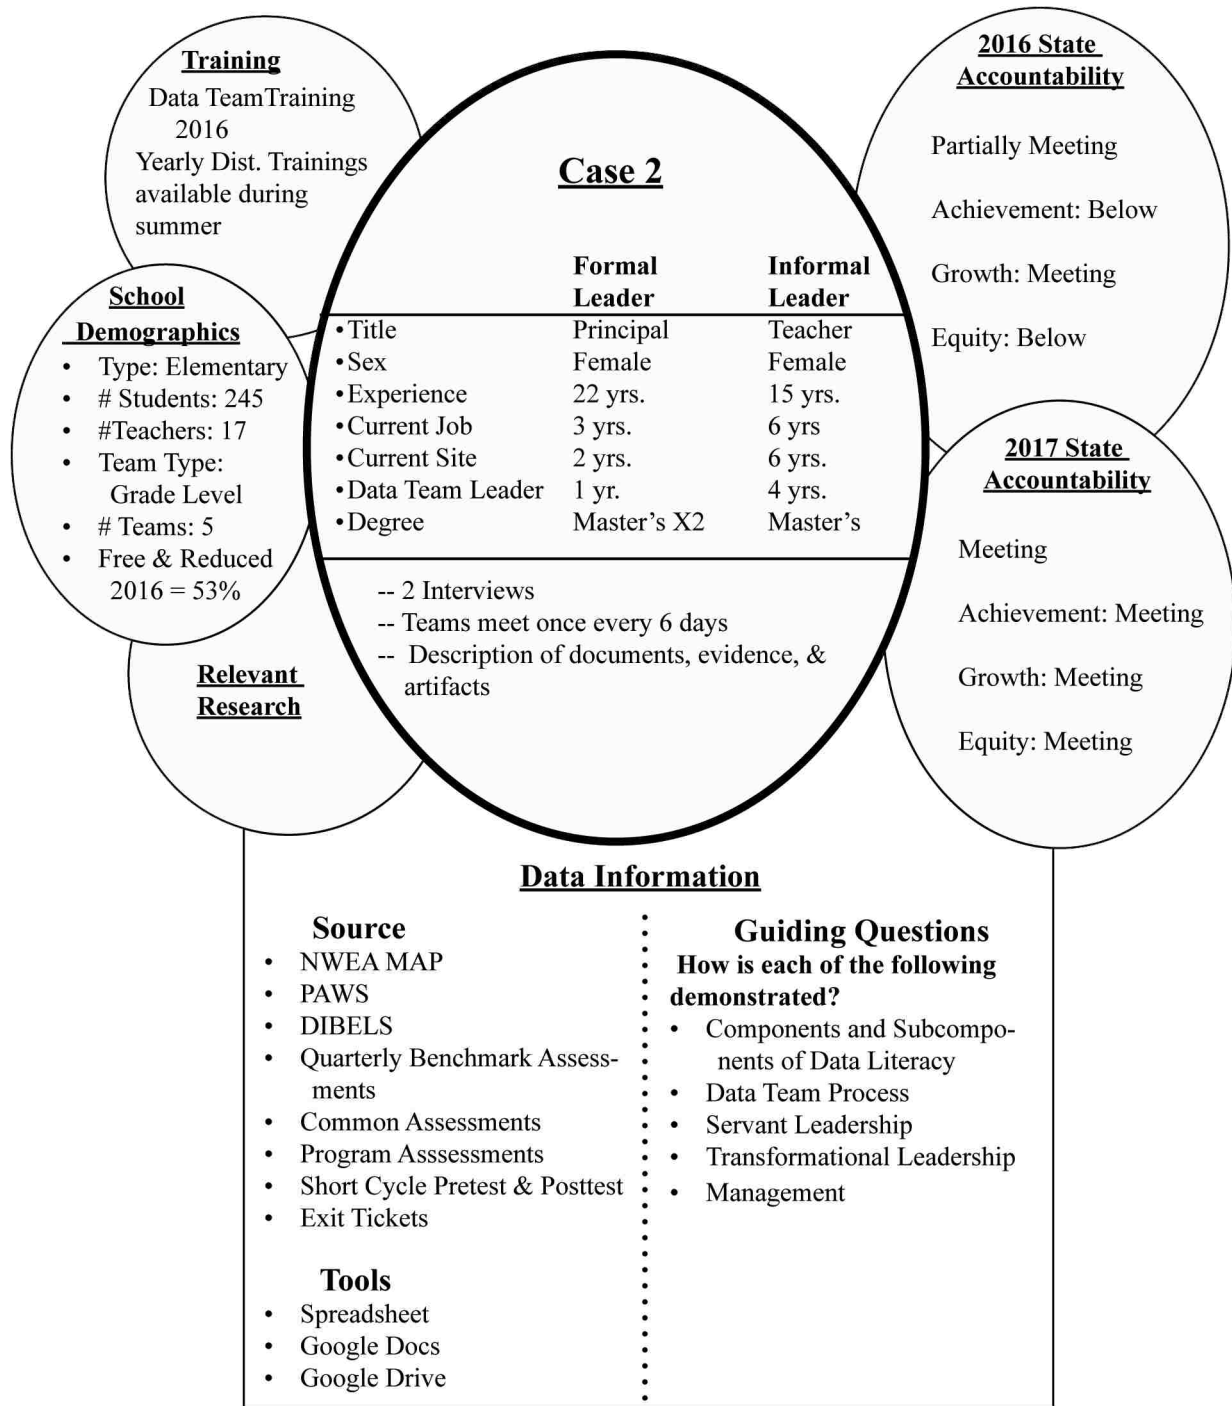 Training
Data TeamTraining
2016
Yearly Dist. Trainings
available during
summer
School
Demographics
• Type: Elementary
• # Students: 245
• #Teachers: 17
• Team Type:
Grade Level
• # Teams: 5
• Free & Reduced
2016 = 53%
Relevant
Research
Case 2
Formal Informal
Leader Leader
•Title Principal Teacher
•Sex Female Female
•Experience 22 yrs. 15 yrs.
•Current Job 3 yrs. 6 yrs
•Current Site 2 yrs. 6 yrs.
•Data Team Leader 1 yr. 4 yrs.
•Degree Master’s X2 Master’s
-- 2 Interviews
-- Teams meet once every 6 days
-- Description of documents, evidence, &
artifacts
2016 State
Accountability
Partially Meeting
Achievement: Below
Growth: Meeting
Equity: Below
2017 State
Accountability
Meeting
Achievement: Meeting
Growth: Meeting
Equity: Meeting
Data Information
Source
• NWEA MAP
• PAWS
• DIBELS
• Quarterly Benchmark Assess-
ments
• Common Assessments
• Program Asssessments
• Short Cycle Pretest & Posttest
• Exit Tickets
Tools
• Spreadsheet
• Google Docs
• Google Drive
Guiding Questions
How is each of the following
demonstrated?
• Components and Subcompo-
nents of Data Literacy
• Data Team Process
• Servant Leadership
• Transformational Leadership
• Management